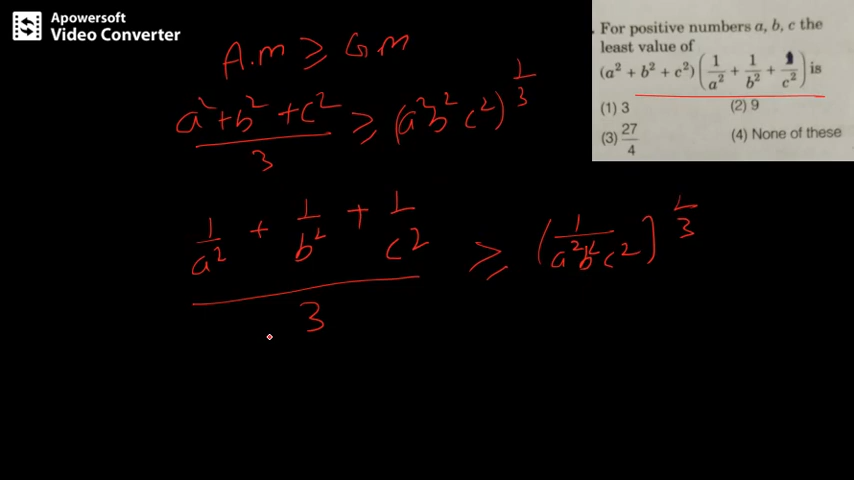 Apowersoft
Video Converter
A.m ≥ G m
a²+b²+c² / 3 ≥ (a²b²c²)^(1/3)
(1/a² + 1/b² + 1/c²) / 3 ≥ (1/(a²b²c²))^(1/3)
. For positive numbers a, b, c the
least value of
(a² + b² + c²) (1/a² + 1/b² + 1/c²) is
(1) 3 (2) 9
(3) 27/4 (4) None of these